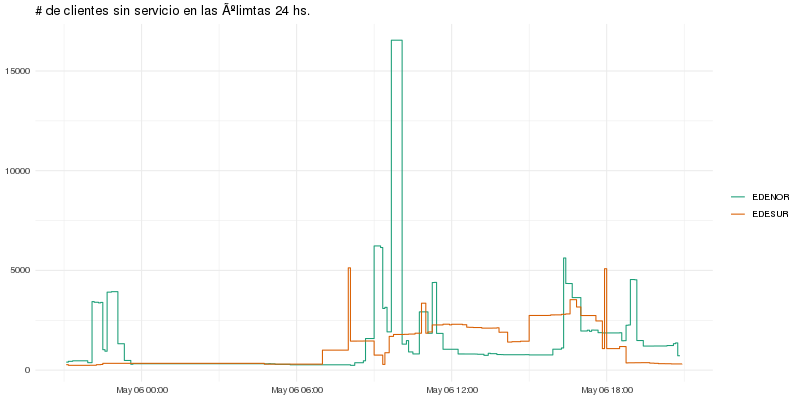 # de clientes sin servicio en las Ãºlimtas 24 hs.
15000
10000
5000
0
May 06 00:00
May 06 06:00
May 06 12:00
May 06 18:00
EDENOR
EDESUR